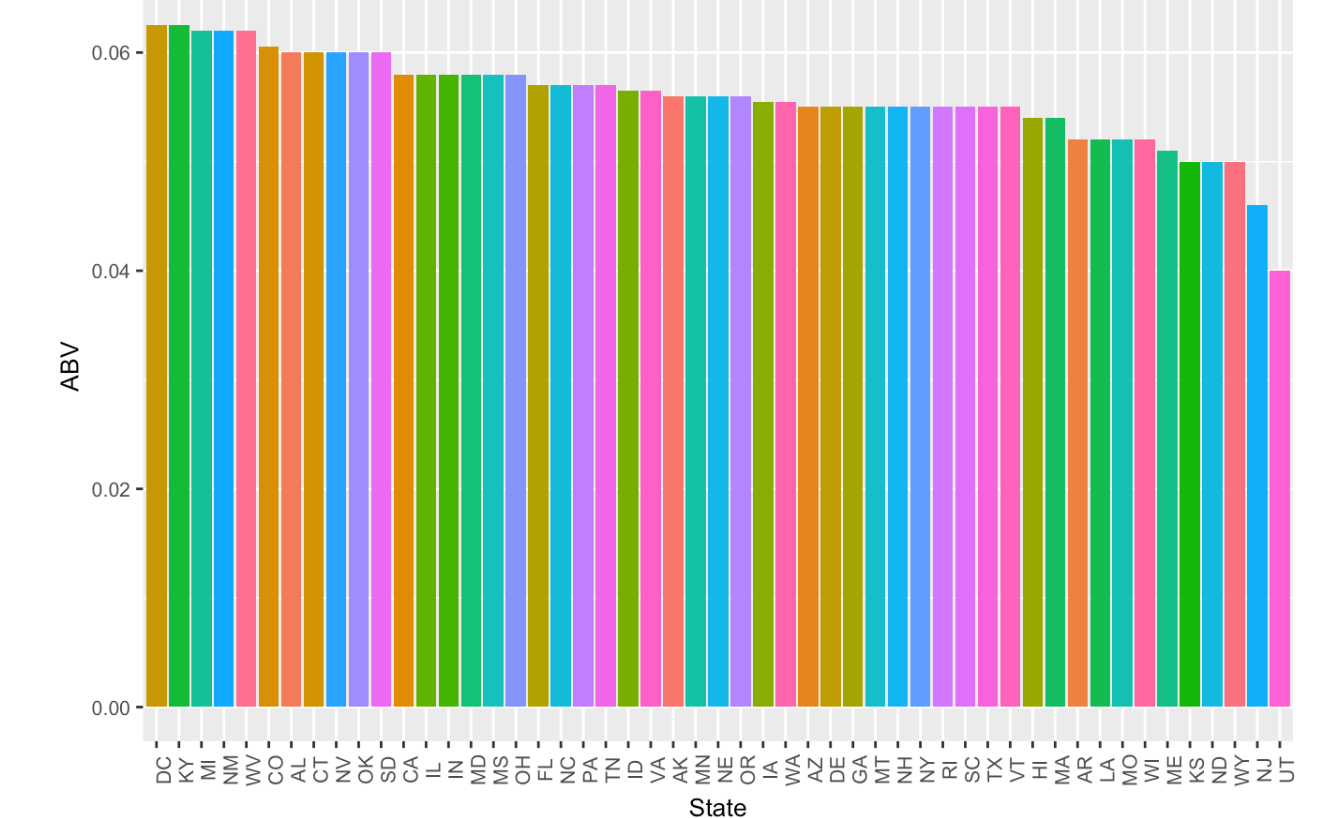 ABV
0.06
0.04
0.02
0.00
DC KY MI NM WV CO AL CT NV OK SD CA IL IN MD MS OH FL NC PA TN ID VA AK MN NE OR IA WA AZ DE GA MT NH NY RI SC TX VT HI MA AR LA MO WI ME KS ND WY NJ UT
State